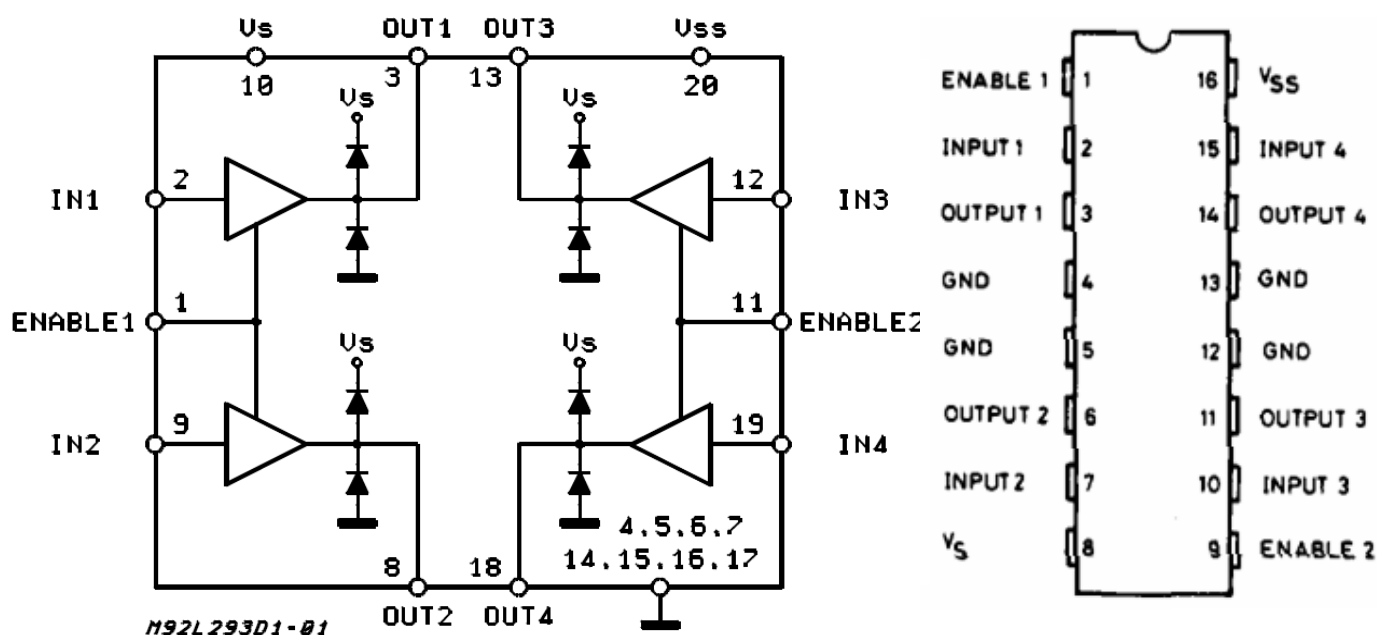 Vs OUT1 OUT3 Vss
10 3 13 20
Vs Vs
2 12
IN1 IN3
1 11
ENABLE1 ENABLE2
Vs Vs
9 19
IN2 IN4
4.5.6.7
8 18 14.15.16.17
OUT2 OUT4
M92L293D1-01
ENABLE 1 1 16 VSS
INPUT 1 2 15 INPUT 4
OUTPUT 1 3 14 OUTPUT 4
GND 4 13 GND
GND 5 12 GND
OUTPUT 2 6 11 OUTPUT 3
INPUT 2 7 10 INPUT 3
VS 8 9 ENABLE 2